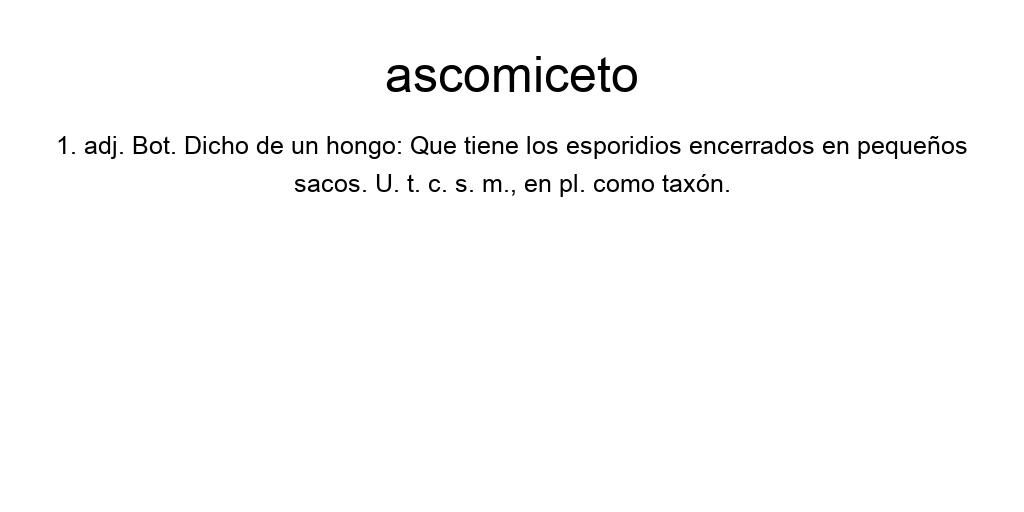 ascomiceto
1. adj. Bot. Dicho de un hongo: Que tiene los esporidios encerrados en pequeños
sacos. U. t. c. s. m., en pl. como taxón.